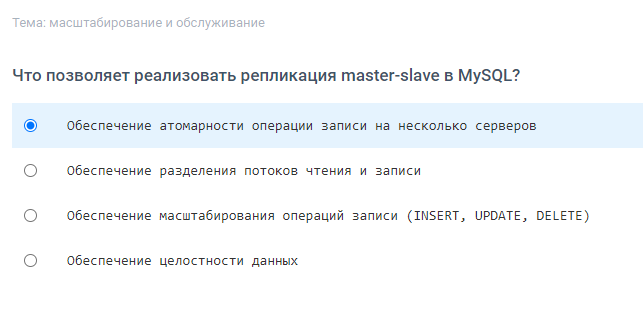 Тема: масштабирование и обслуживание
Что позволяет реализовать репликация master-slave в MySQL?
Обеспечение атомарности операции записи на несколько серверов
Обеспечение разделения потоков чтения и записи
Обеспечение масштабирования операций записи (INSERT, UPDATE, DELETE)
Обеспечение целостности данных